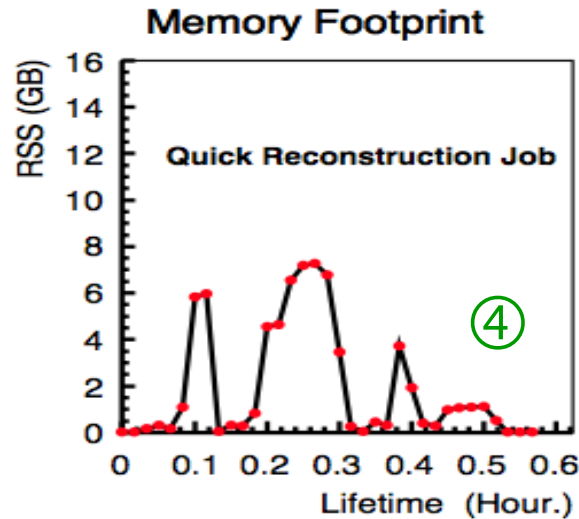 Memory Footprint
16
14
12
10
8
6
4
2
0
RSS (GB)
Quick Reconstruction Job
④
0 0.1 0.2 0.3 0.4 0.5 0.6
Lifetime (Hour.)